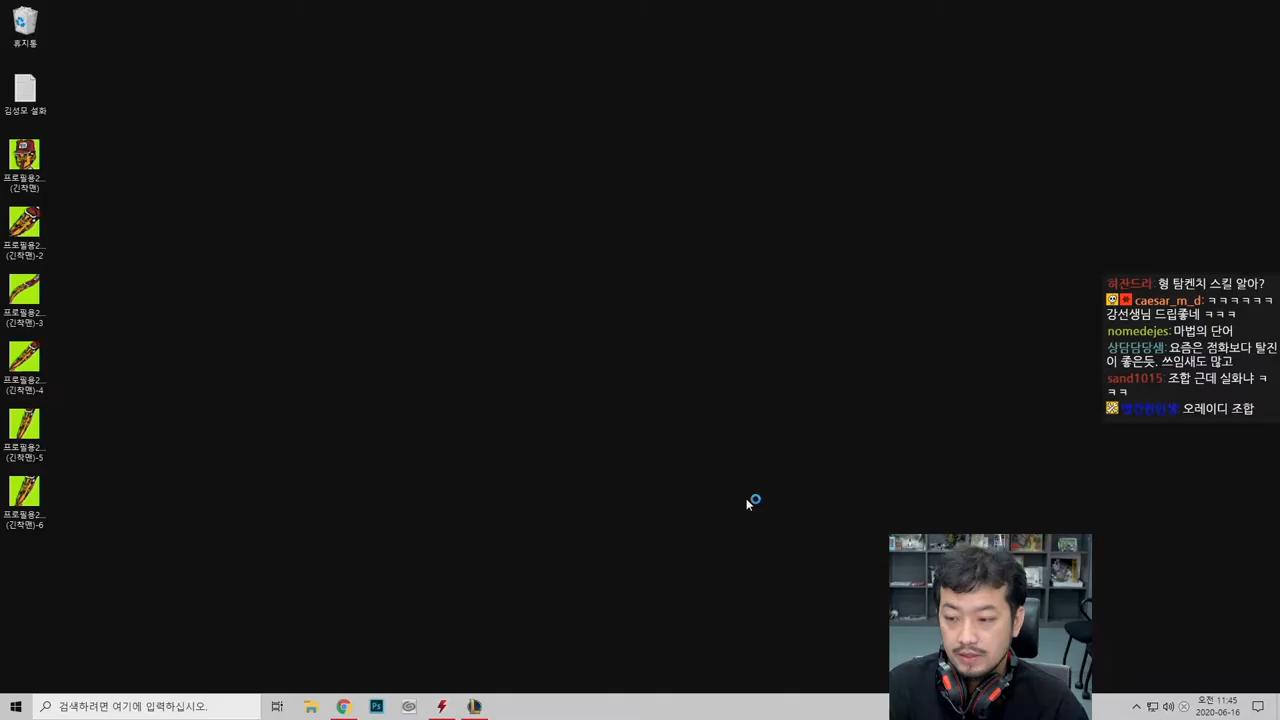 휴지통
김성모 설화
프로필용2...
(긴착맨)
프로필용2...
(긴착맨)-2
프로필용2...
(긴착맨)-3
프로필용2...
(긴착맨)-4
프로필용2...
(긴착맨)-5
프로필용2...
(긴착맨)-6
허잔드라: 형 탐켄치 스킬 알아?
caesar_m_d: ㅋㅋㅋㅋㅋㅋ
강선생님 드립좋네 ㅋㅋㅋ
nomedejes: 마법의 단어
상담담당샘: 요즘은 점화보다 탈진
이 좋은듯. 쓰임새도 많고
sand1015: 조합 근데 실화냐 ㅋ
ㅋㅋ
오레이디 조합
검색하려면 여기에 입력하십시오.
오전 11:45
2020-06-16